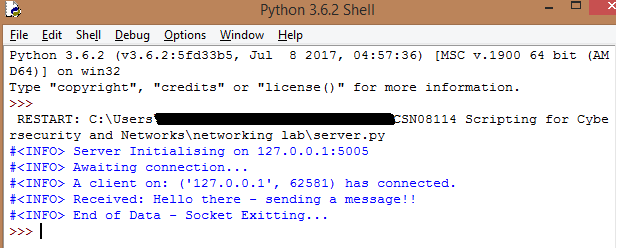 Python 3.6.2 Shell
File Edit Shell Debug Options Window Help
Python 3.6.2 (v3.6.2:5fd33b5, Jul  8 2017, 04:57:36) [MSC v.1900 64 bit (AM
D64)] on win32
Type "copyright", "credits" or "license()" for more information.
>>>
 RESTART: C:\Users\CSN08114 Scripting for Cybe
rsecurity and Networks\networking lab\server.py
#<INFO> Server Initialising on 127.0.0.1:5005
#<INFO> Awaiting connection...
#<INFO> A client on: ('127.0.0.1', 62581) has connected.
#<INFO> Received: Hello there - sending a message!!
#<INFO> End of Data - Socket Exitting...
>>>